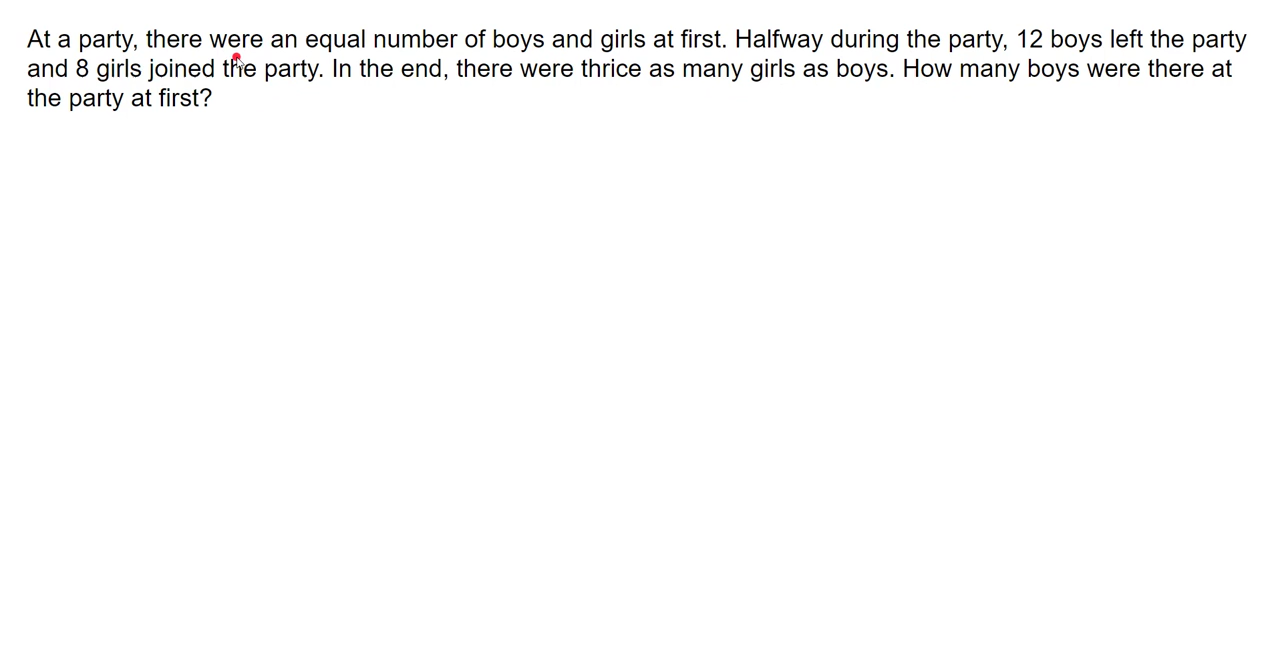 At a party, there were an equal number of boys and girls at first. Halfway during the party, 12 boys left the party
and 8 girls joined the party. In the end, there were thrice as many girls as boys. How many boys were there at
the party at first?